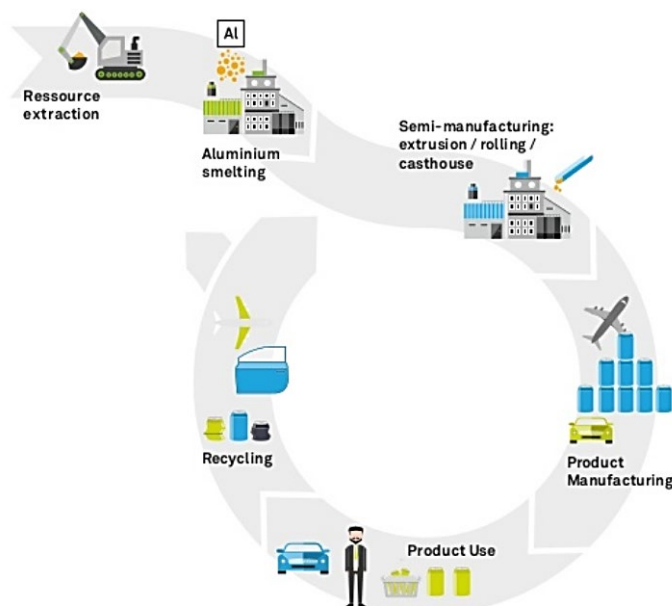 Al
Ressource
extraction
Aluminium
smelting
Semi-manufacturing:
extrusion / rolling /
casthouse
Product
Manufacturing
Product Use
Recycling